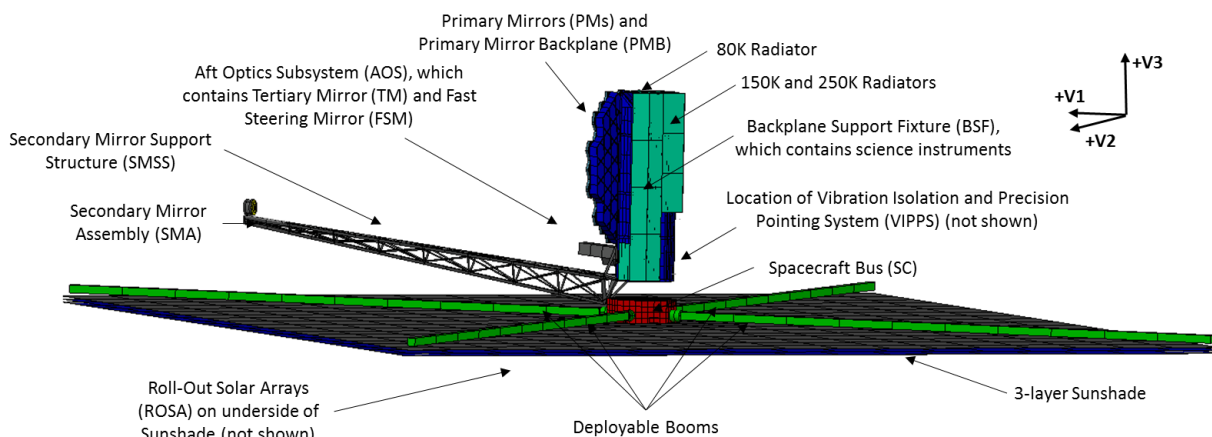 Primary Mirrors (PMs) and
Primary Mirror Backplane (PMB)
80K Radiator
+V3
Aft Optics Subsystem (AOS), which
contains Tertiary Mirror (TM) and Fast
Steering Mirror (FSM)
150K and 250K Radiators
+V1
+V2
Backplane Support Fixture (BSF),
which contains science instruments
Secondary Mirror Support
Structure (SMSS)
Location of Vibration Isolation and Precision
Pointing System (VIPPS) (not shown)
Secondary Mirror
Assembly (SMA)
Spacecraft Bus (SC)
Roll-Out Solar Arrays
(ROSA) on underside of
Sunshade (not shown)
3-layer Sunshade
Deployable Booms